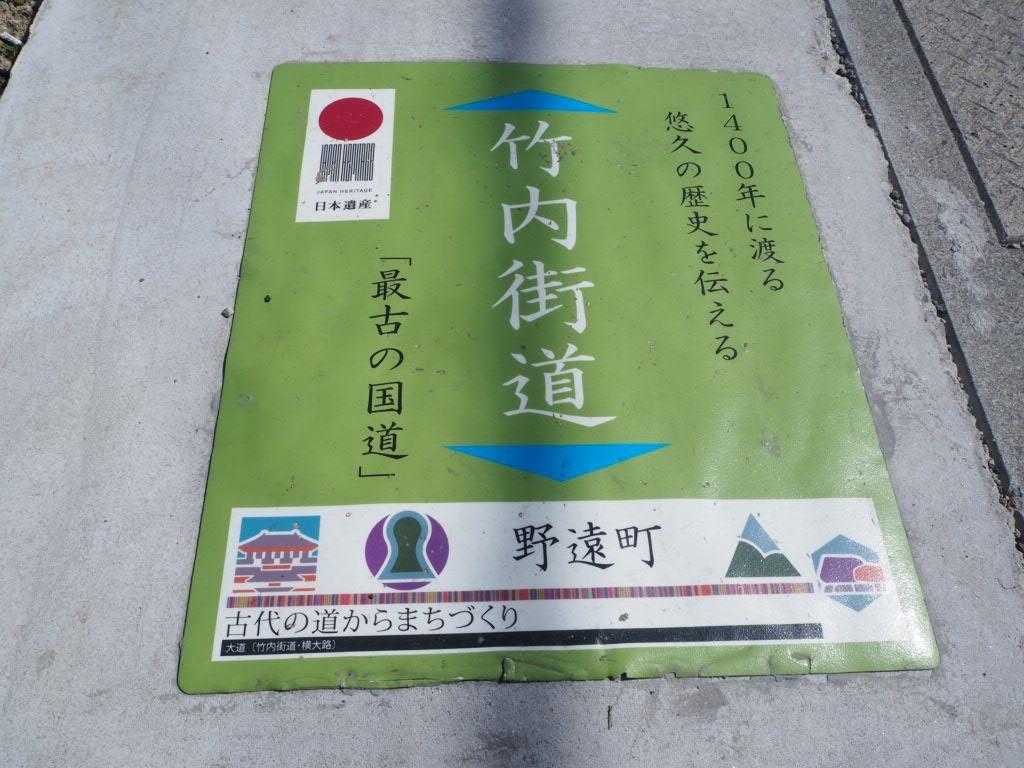 1400年に渡る
悠久の歴史を伝える
竹内街道
「最古の国道」
JAPAN HERITAGE
日本遺産
野遠町
古代の道からまちづくり
大道〔竹内街道・横大路〕